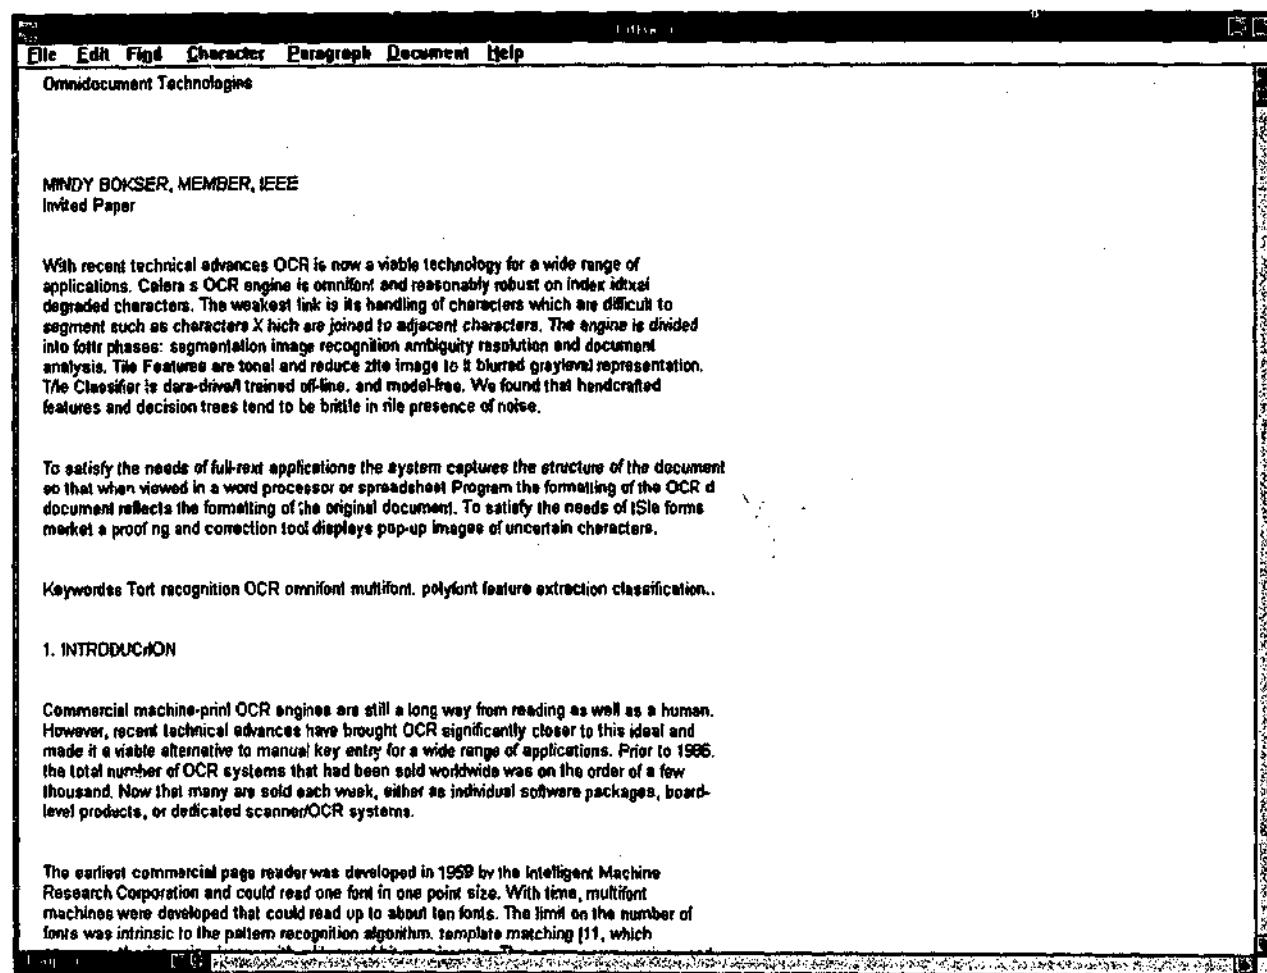 File Edit Find Character Paragraph Document Help
Omnidocument Technologies
MINDY BOKSER, MEMBER, IEEE
Invited Paper
With recent technical advances OCR is now a viable technology for a wide range of
applications. Calera s OCR engine is omnifont and reasonably robust on index idtxal
degraded characters. The weakest link is its handling of characters which are difficult to
segment such as characters X hich are joined to adjacent characters. The engine is divided
into fottr phases: segmentation image recognition ambiguity resolution and document
analysis. Tile Features are tonal and reduce zite image to it blurred graylevel representation.
T/le Classifier is dara-drive/l trained off-line, and model-free. We found that handcrafted
features and decision trees tend to be brittle in rile presence of noise.
To satisfy the needs of full-rext applications the system captures the structure of the document
so that when viewed in a word processor or spreadsheet Program the formatting of the OCR d
document reflects the formatting of the original document. To satisfy the needs of tSle forms
market a proof ng and correction tool displays pop-up images of uncertain characters.
Keywordss Tort recognition OCR omnifont multifont. polyfont feature extraction classification..
1. INTRODUCrION
Commercial machine-print OCR engines are still a long way from reading as well as a human.
However, recent technical advances have brought OCR significantly closer to this ideal and
made it a viable alternative to manual key entry for a wide range of applications. Prior to 1986.
the total number of OCR systems that had been sold worldwide was on the order of a few
thousand. Now that many are sold each week, either as individual software packages, board-
level products, or dedicated scanner/OCR systems.
The earliest commercial page reader was developed in 1959 by the Intelligent Machine
Research Corporation and could read one font in one point size. With time, multifont
machines were developed that could read up to about ten fonts. The limit on the number of
fonts was intrinsic to the pattern recognition algorithm. template matching [11, which